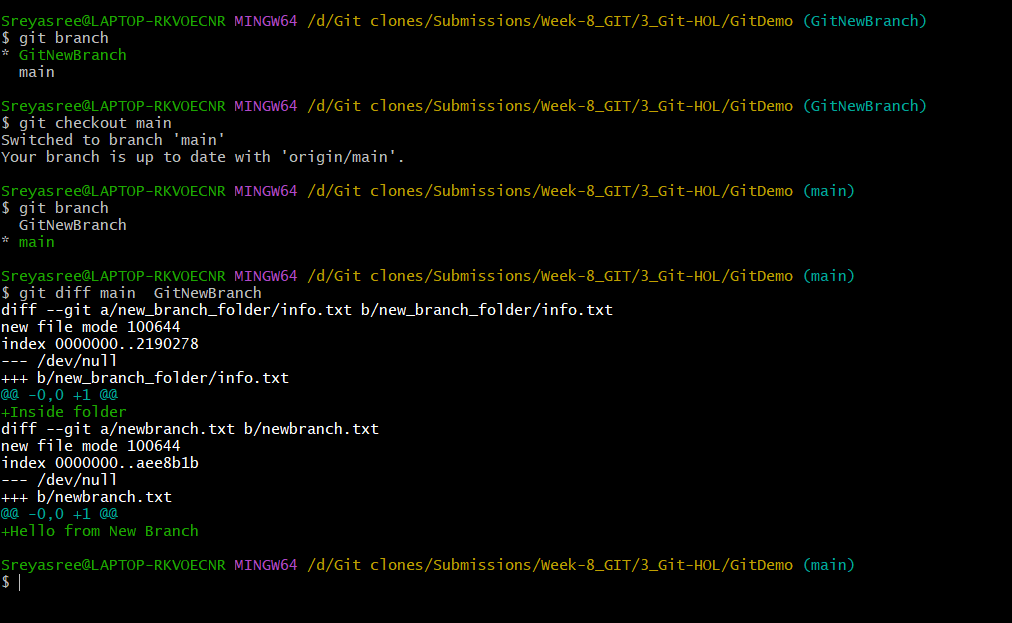 Sreyasree@LAPTOP-RKVOECNR MINGW64 /d/Git clones/Submissions/Week-8_GIT/3_Git-HOL/GitDemo (GitNewBranch)
$ git branch
* GitNewBranch
  main

Sreyasree@LAPTOP-RKVOECNR MINGW64 /d/Git clones/Submissions/Week-8_GIT/3_Git-HOL/GitDemo (GitNewBranch)
$ git checkout main
Switched to branch 'main'
Your branch is up to date with 'origin/main'.

Sreyasree@LAPTOP-RKVOECNR MINGW64 /d/Git clones/Submissions/Week-8_GIT/3_Git-HOL/GitDemo (main)
$ git branch
  GitNewBranch
* main

Sreyasree@LAPTOP-RKVOECNR MINGW64 /d/Git clones/Submissions/Week-8_GIT/3_Git-HOL/GitDemo (main)
$ git diff main  GitNewBranch
diff --git a/new_branch_folder/info.txt b/new_branch_folder/info.txt
new file mode 100644
index 0000000..2190278
--- /dev/null
+++ b/new_branch_folder/info.txt
@@ -0,0 +1 @@
+Inside folder
diff --git a/newbranch.txt b/newbranch.txt
new file mode 100644
index 0000000..aee8b1b
--- /dev/null
+++ b/newbranch.txt
@@ -0,0 +1 @@
+Hello from New Branch

Sreyasree@LAPTOP-RKVOECNR MINGW64 /d/Git clones/Submissions/Week-8_GIT/3_Git-HOL/GitDemo (main)
$